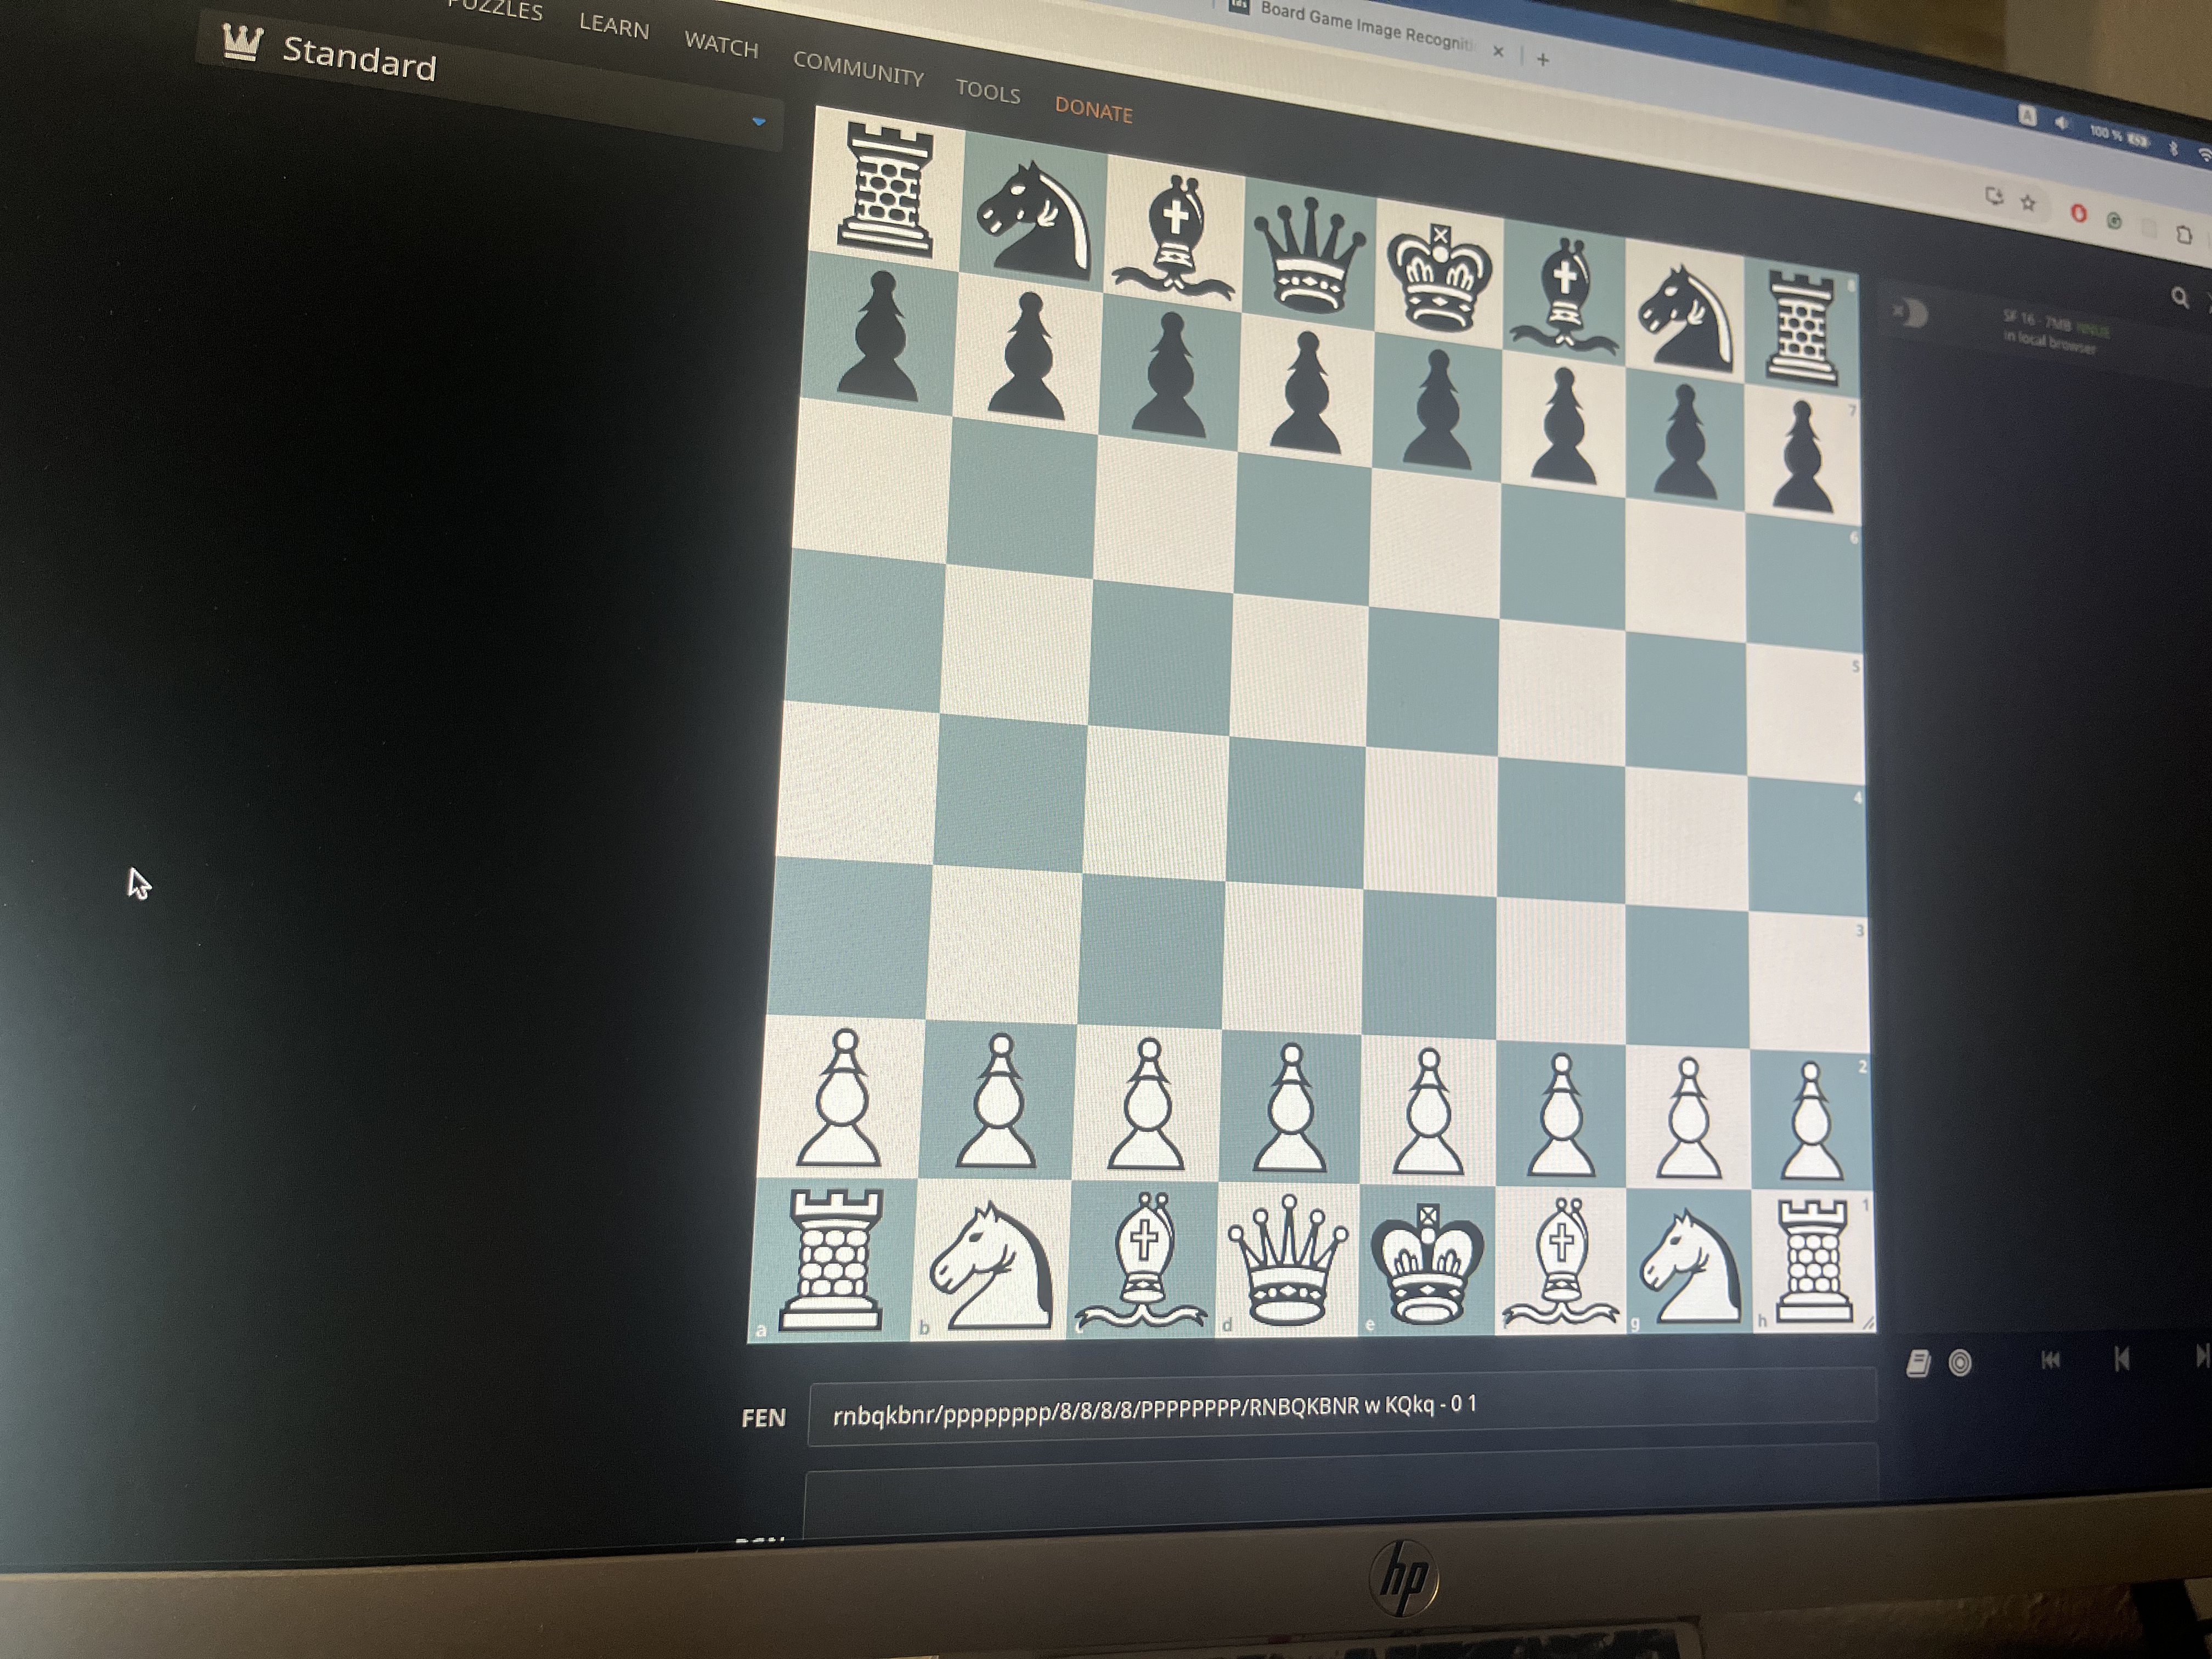 Board Game Image Recogniti
100 %
PUZZLES LEARN WATCH COMMUNITY TOOLS DONATE
Standard
SF 16 · 7MB NNUE
in local browser
8
7
6
5
4
3
2
1
a b c d e g h
FEN rnbqkbnr/pppppppp/8/8/8/8/PPPPPPPP/RNBQKBNR w KQkq - 0 1
hp